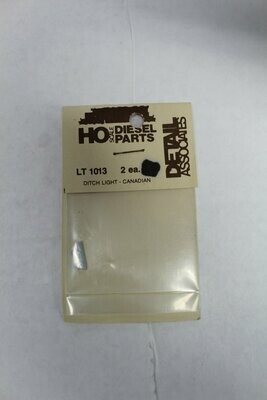 HO SCALE DIESEL
PARTS
LT 1013 2 ea.
DITCH LIGHT - CANADIAN
DETAIL
ASSOCIATES